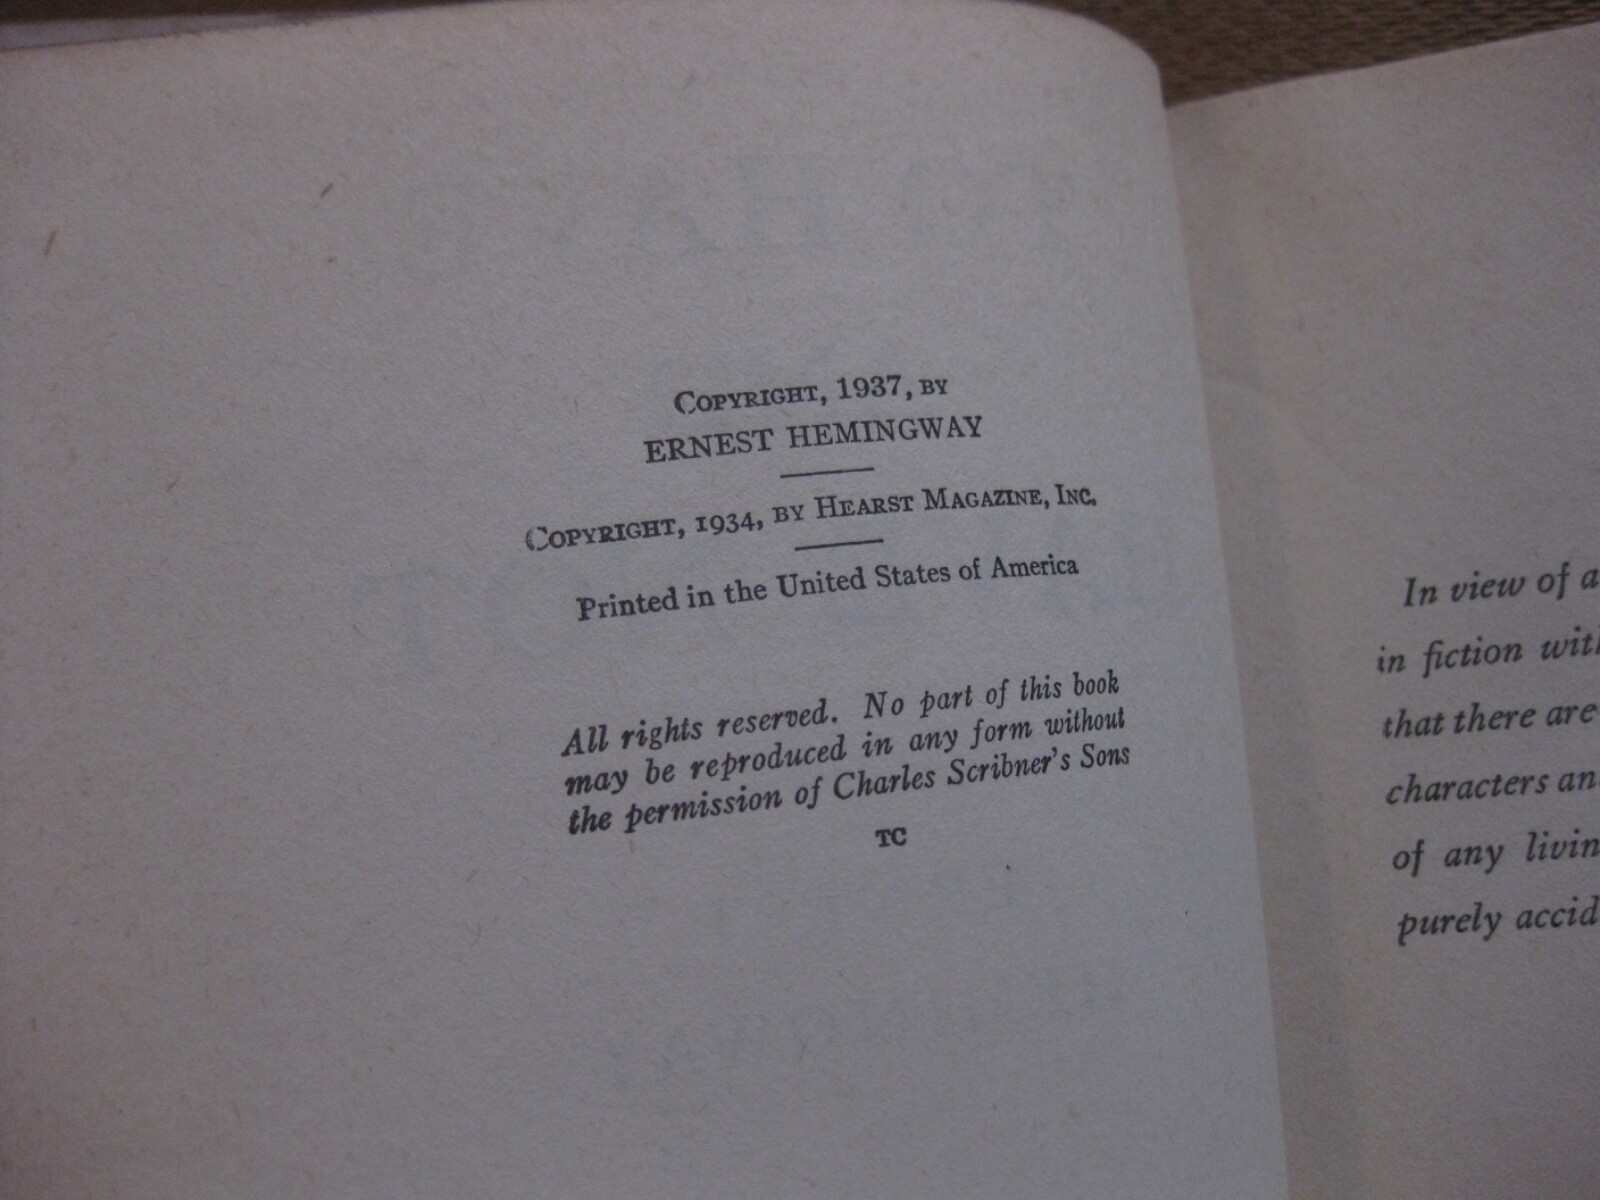 Copyright, 1937, by
ERNEST HEMINGWAY
Copyright, 1934, by Hearst Magazine, Inc.
Printed in the United States of America
All rights reserved. No part of this book
may be reproduced in any form without
the permission of Charles Scribner's Sons
TC
In view of a
in fiction with
that there are
characters an
of any livin
purely accid